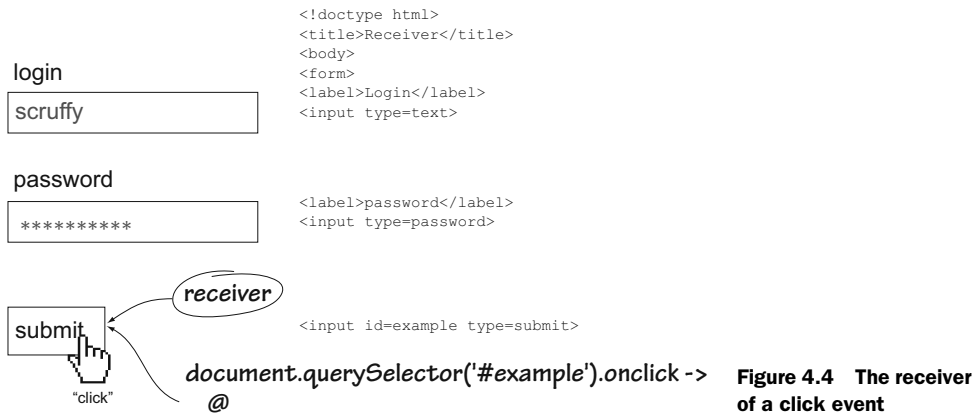 <!doctype html>
<title>Receiver</title>
<body>
<form>
login
<label>Login</label>
scruffy
<input type=text>
password
<label>password</label>
**********
<input type=password>
receiver
submit
<input id=example type=submit>
"click"
document.querySelector('#example').onclick ->
@
Figure 4.4 The receiver
of a click event